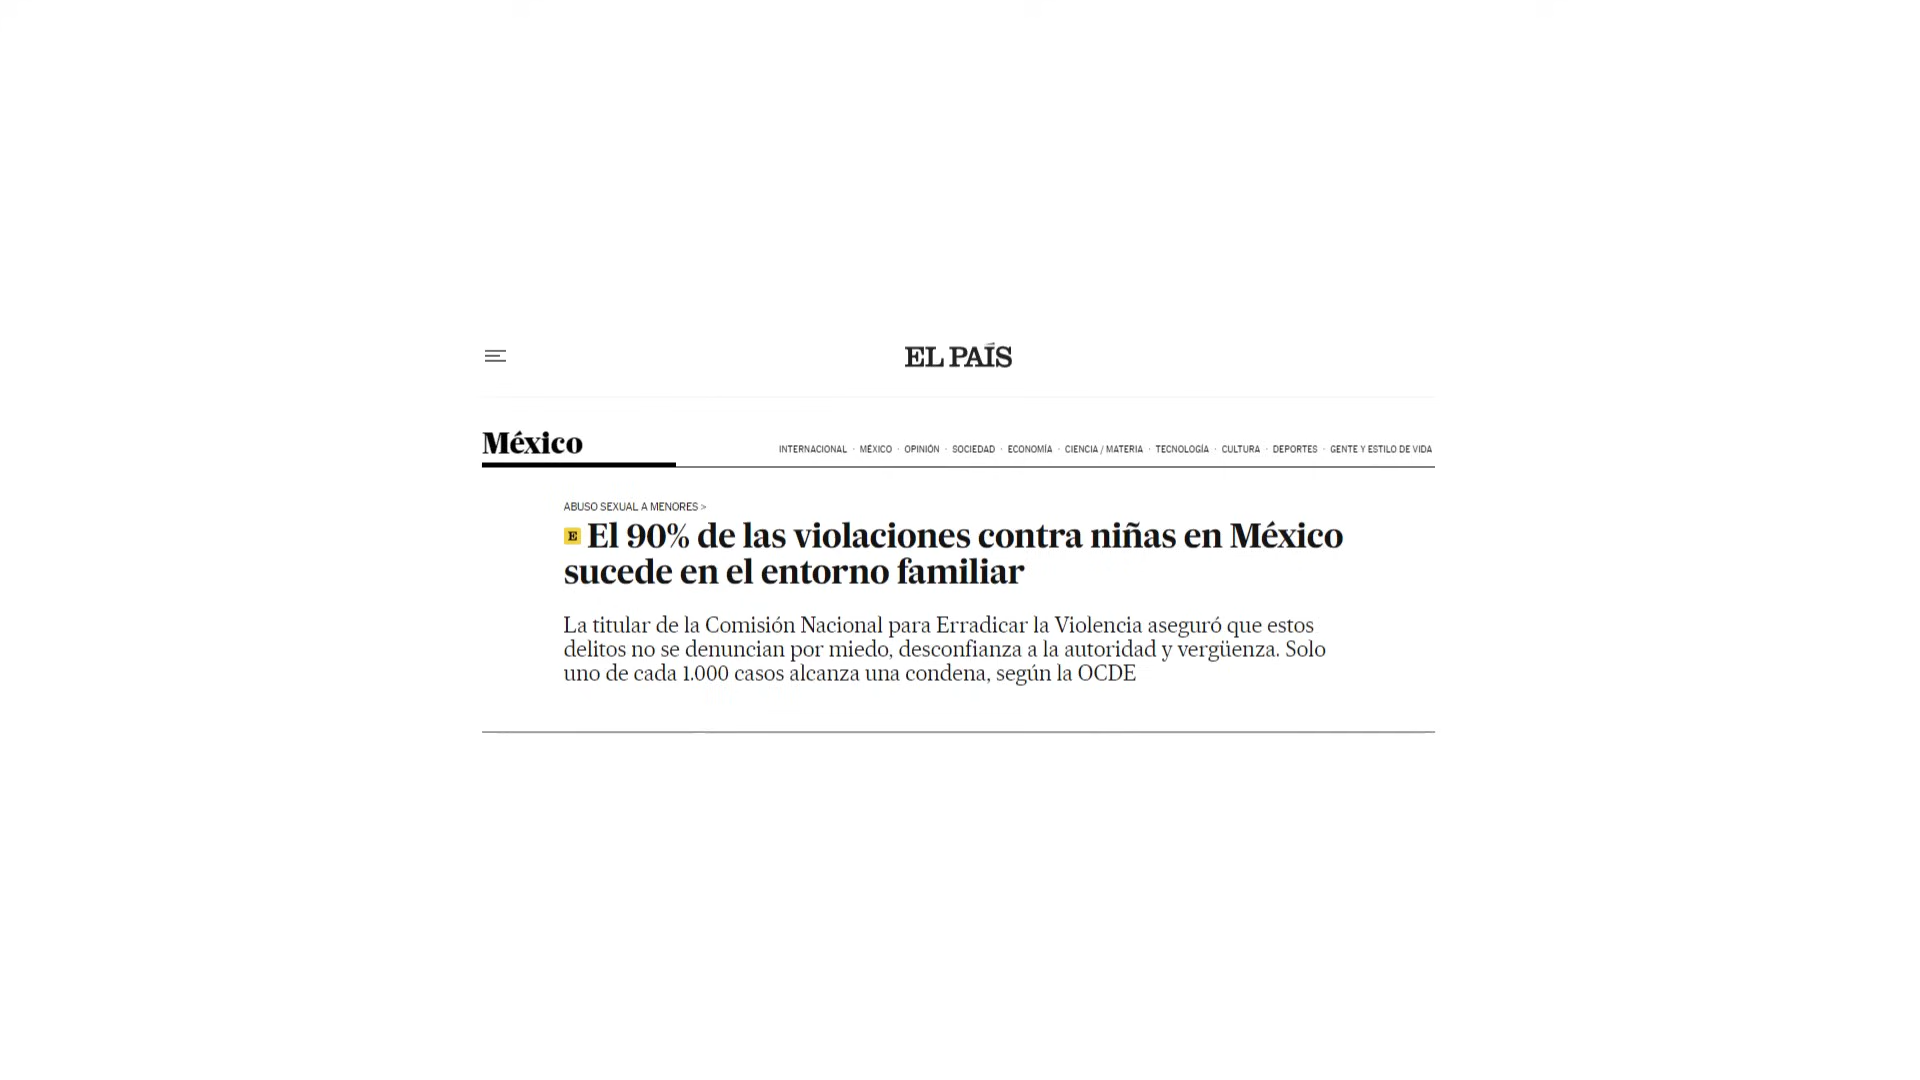 EL PAÍS
México
INTERNACIONAL · MÉXICO · OPINIÓN · SOCIEDAD · ECONOMÍA · CIENCIA / MATERIA · TECNOLOGÍA · CULTURA · DEPORTES · GENTE Y ESTILO DE VIDA
ABUSO SEXUAL A MENORES >
E El 90% de las violaciones contra niñas en México
sucede en el entorno familiar
La titular de la Comisión Nacional para Erradicar la Violencia aseguró que estos
delitos no se denuncian por miedo, desconfianza a la autoridad y vergüenza. Solo
uno de cada 1.000 casos alcanza una condena, según la OCDE